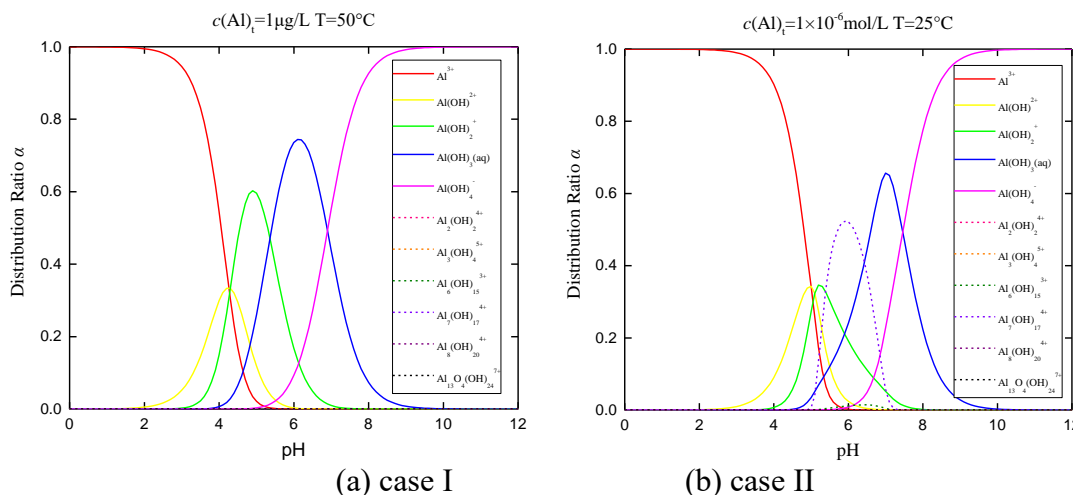 c(Al)t=1μg/L T=50°C
1.0
0.8
0.6
0.4
0.2
0.0
0 2 4 6 8 10 12
Distribution Ratio α
pH
Al3+
Al(OH)2+
Al(OH)2+
Al(OH)3(aq)
Al(OH)4-
Al2(OH)24+
Al3(OH)45+
Al6(OH)153+
Al7(OH)174+
Al8(OH)204+
Al13O4(OH)247+
(a) case I
c(Al)t=1×10-6mol/L T=25°C
1.0
0.8
0.6
0.4
0.2
0.0
0 2 4 6 8 10 12
Distribution Ratio α
pH
Al3+
Al(OH)2+
Al(OH)2+
Al(OH)3(aq)
Al(OH)4-
Al2(OH)24+
Al3(OH)45+
Al6(OH)153+
Al7(OH)174+
Al8(OH)204+
Al13O4(OH)247+
(b) case II